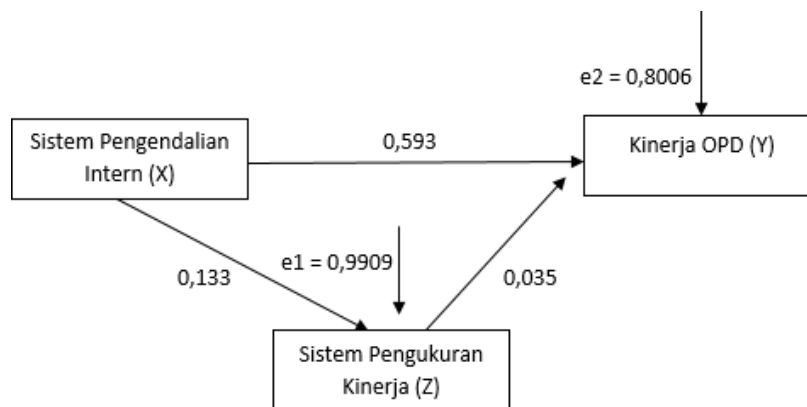 e2 = 0,8006
Sistem Pengendalian
Intern (X)
0,593
Kinerja OPD (Y)
e1 = 0,9909
0,133
0,035
Sistem Pengukuran
Kinerja (Z)